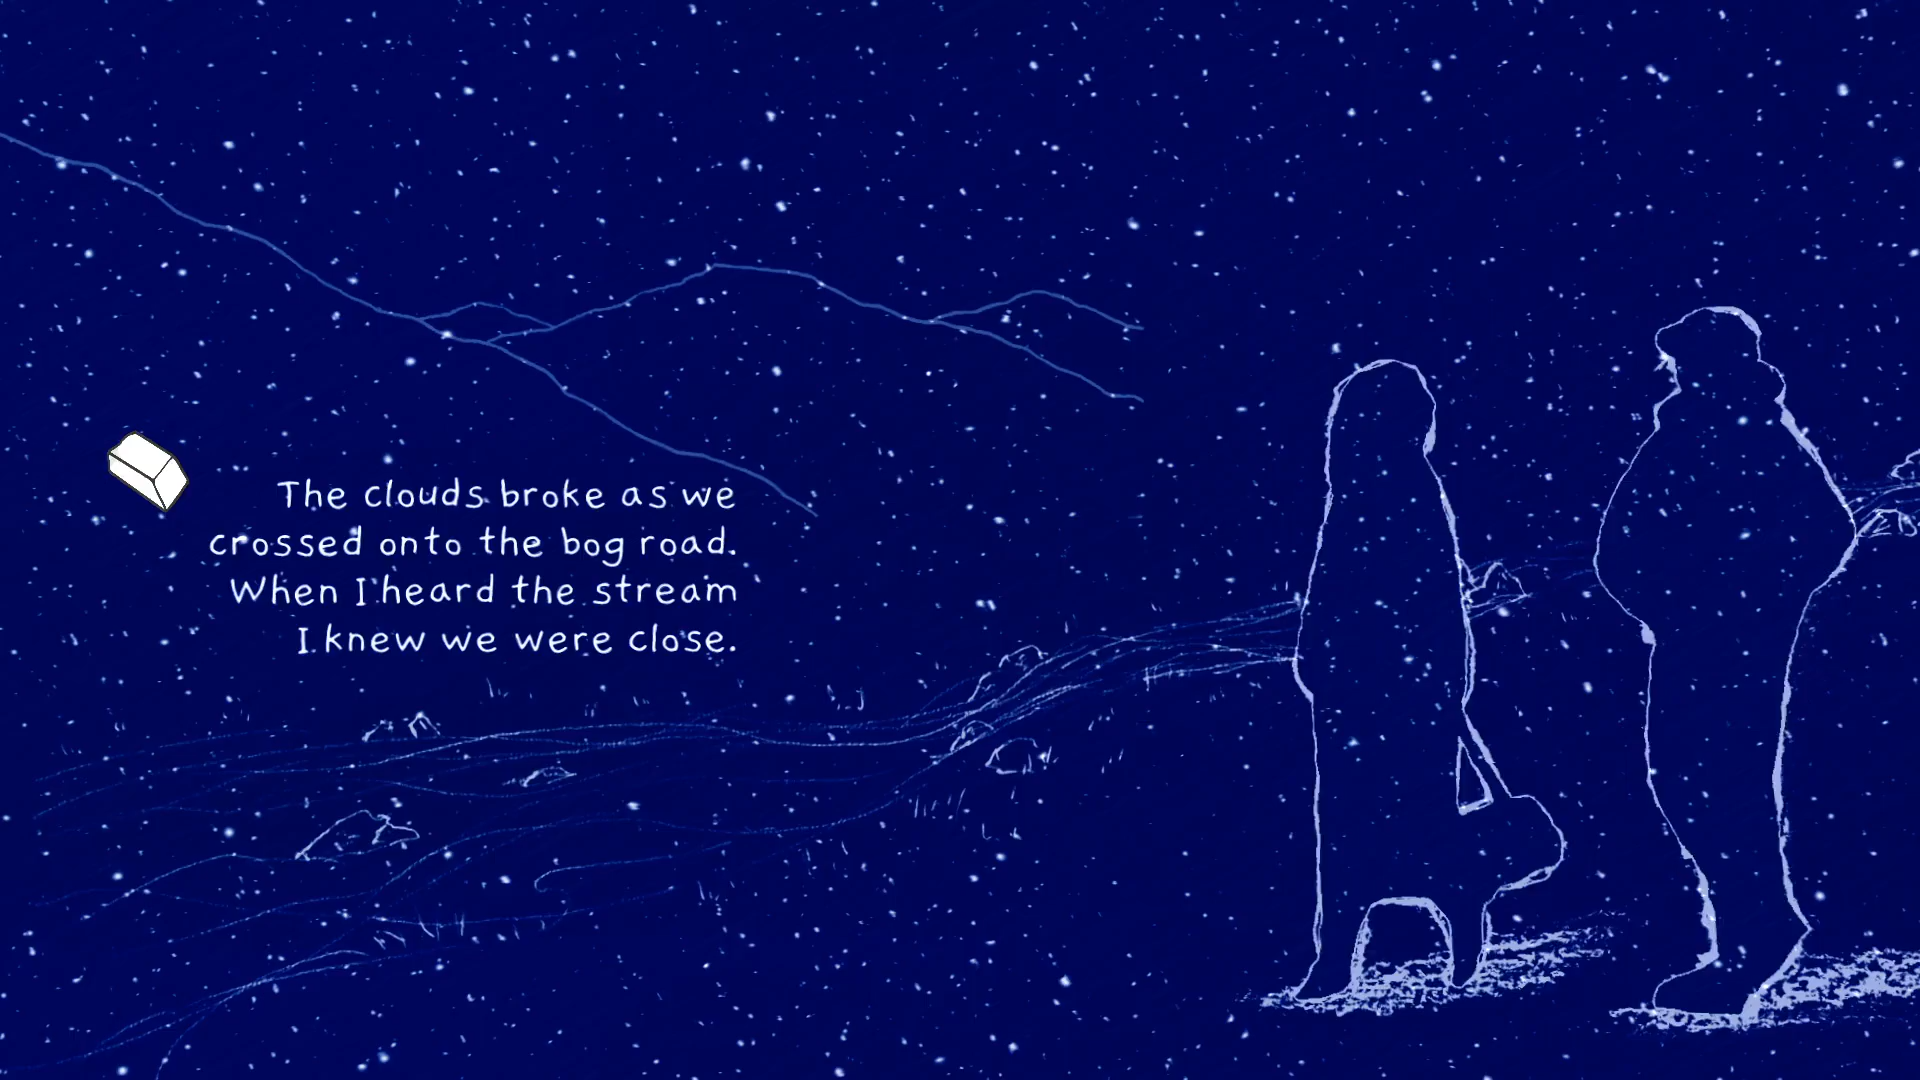 The clouds broke as we
crossed onto the bog road.
When I heard the stream
I knew we were close.